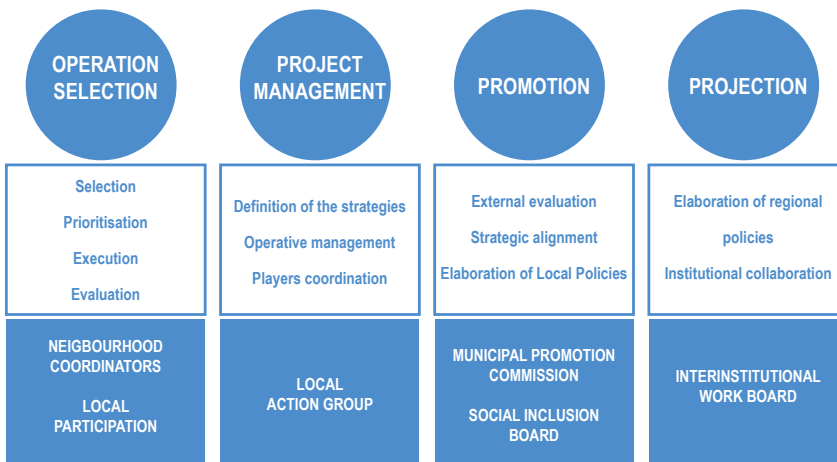 OPERATION
SELECTION
PROJECT
MANAGEMENT
PROMOTION
PROJECTION
Selection
Prioritisation
Execution
Evaluation
Definition of the strategies
Operative management
Players coordination
External evaluation
Strategic alignment
Elaboration of Local Policies
Elaboration of regional
policies
Institutional collaboration
NEIGBOURHOOD
COORDINATORS
LOCAL
PARTICIPATION
LOCAL
ACTION GROUP
MUNICIPAL PROMOTION
COMMISSION
SOCIAL INCLUSION
BOARD
INTERINSTITUTIONAL
WORK BOARD